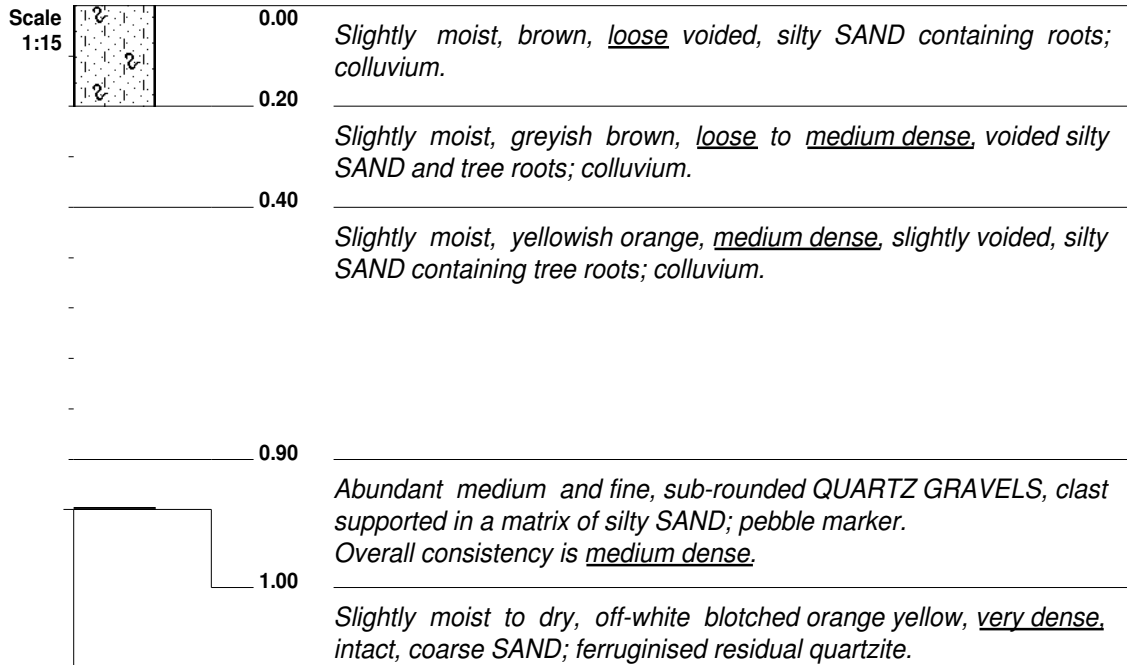 Scale
1:15
0.00
Slightly moist, brown, loose voided, silty SAND containing roots;
colluvium.
0.20
Slightly moist, greyish brown, loose to medium dense, voided silty
SAND and tree roots; colluvium.
0.40
Slightly moist, yellowish orange, medium dense, slightly voided, silty
SAND containing tree roots; colluvium.
0.90
Abundant medium and fine, sub-rounded QUARTZ GRAVELS, clast
supported in a matrix of silty SAND; pebble marker.
Overall consistency is medium dense.
1.00
Slightly moist to dry, off-white blotched orange yellow, very dense,
intact, coarse SAND; ferruginised residual quartzite.